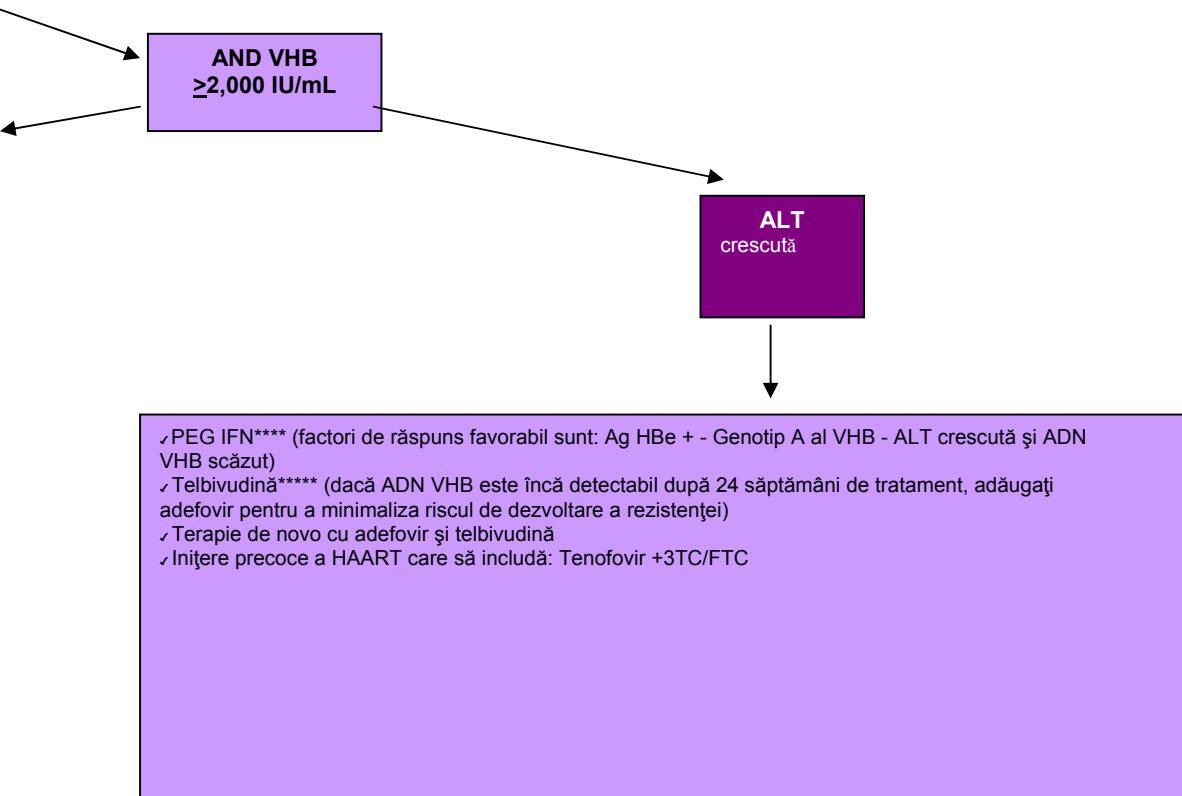 AND VHB
≥2,000 IU/mL
ALT
crescută
✓PEG IFN**** (factori de răspuns favorabil sunt: Ag HBe + - Genotip A al VHB - ALT crescută şi ADN
VHB scăzut)
✓Telbivudină***** (dacă ADN VHB este încă detectabil după 24 săptămâni de tratament, adăugaţi
adefovir pentru a minimaliza riscul de dezvoltare a rezistenţei)
✓Terapie de novo cu adefovir şi telbivudină
✓Iniţere precoce a HAART care să includă: Tenofovir +3TC/FTC